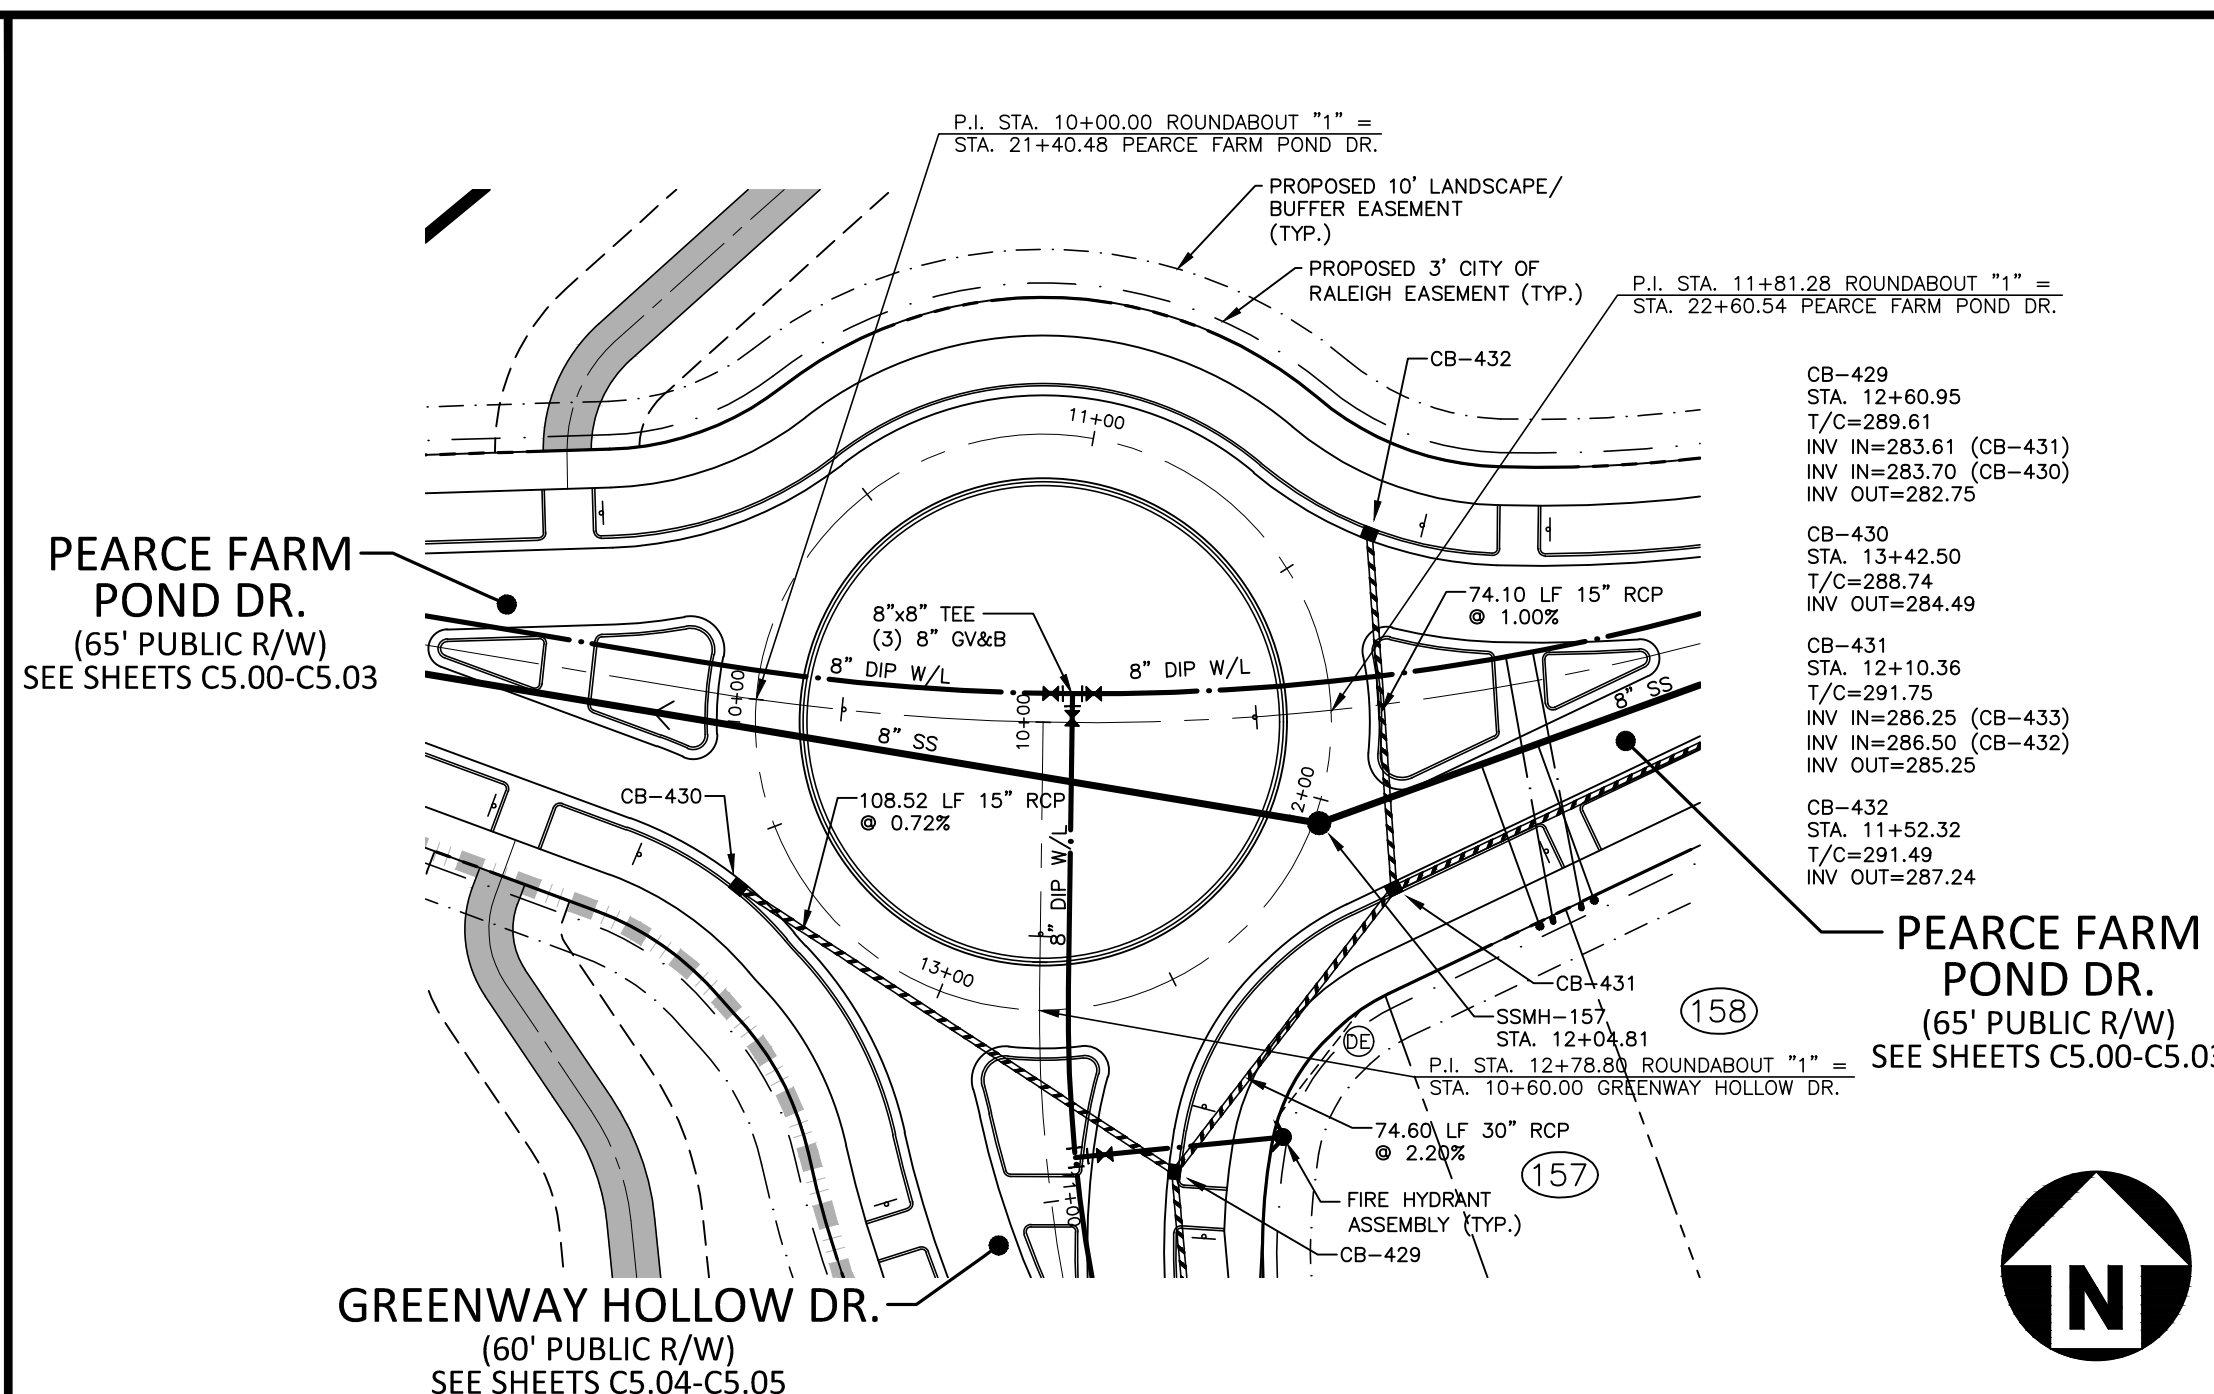 P.I. STA. 10+00.00 ROUNDABOUT "1" =
STA. 21+40.48 PEARCE FARM POND DR.
PROPOSED 10' LANDSCAPE/
BUFFER EASEMENT
(TYP.)
PROPOSED 3' CITY OF
RALEIGH EASEMENT (TYP.)
P.I. STA. 11+81.28 ROUNDABOUT "1" =
STA. 22+60.54 PEARCE FARM POND DR.
CB-432
11+00
CB-429
STA. 12+60.95
T/C=289.61
INV IN=283.61 (CB-431)
INV IN=283.70 (CB-430)
INV OUT=282.75
CB-430
STA. 13+42.50
T/C=288.74
INV OUT=284.49
CB-431
STA. 12+10.36
T/C=291.75
INV IN=286.25 (CB-433)
INV IN=286.50 (CB-432)
INV OUT=285.25
CB-432
STA. 11+52.32
T/C=291.49
INV OUT=287.24
PEARCE FARM
POND DR.
(65' PUBLIC R/W)
SEE SHEETS C5.00-C5.03
8"x8" TEE
(3) 8" GV&B
74.10 LF 15" RCP
@ 1.00%
8" DIP W/L
8" DIP W/L
10+00
10+00
8" SS
8" SS
2+00
CB-430
108.52 LF 15" RCP
@ 0.72%
8" DIP W/L
13+00
CB-431
SSMH-157
STA. 12+04.81
158
DE
P.I. STA. 12+78.80 ROUNDABOUT "1" =
STA. 10+60.00 GREENWAY HOLLOW DR.
PEARCE FARM
POND DR.
(65' PUBLIC R/W)
SEE SHEETS C5.00-C5.03
74.60 LF 30" RCP
@ 2.20%
157
11+00
FIRE HYDRANT
ASSEMBLY (TYP.)
CB-429
GREENWAY HOLLOW DR.
(60' PUBLIC R/W)
SEE SHEETS C5.04-C5.05
N